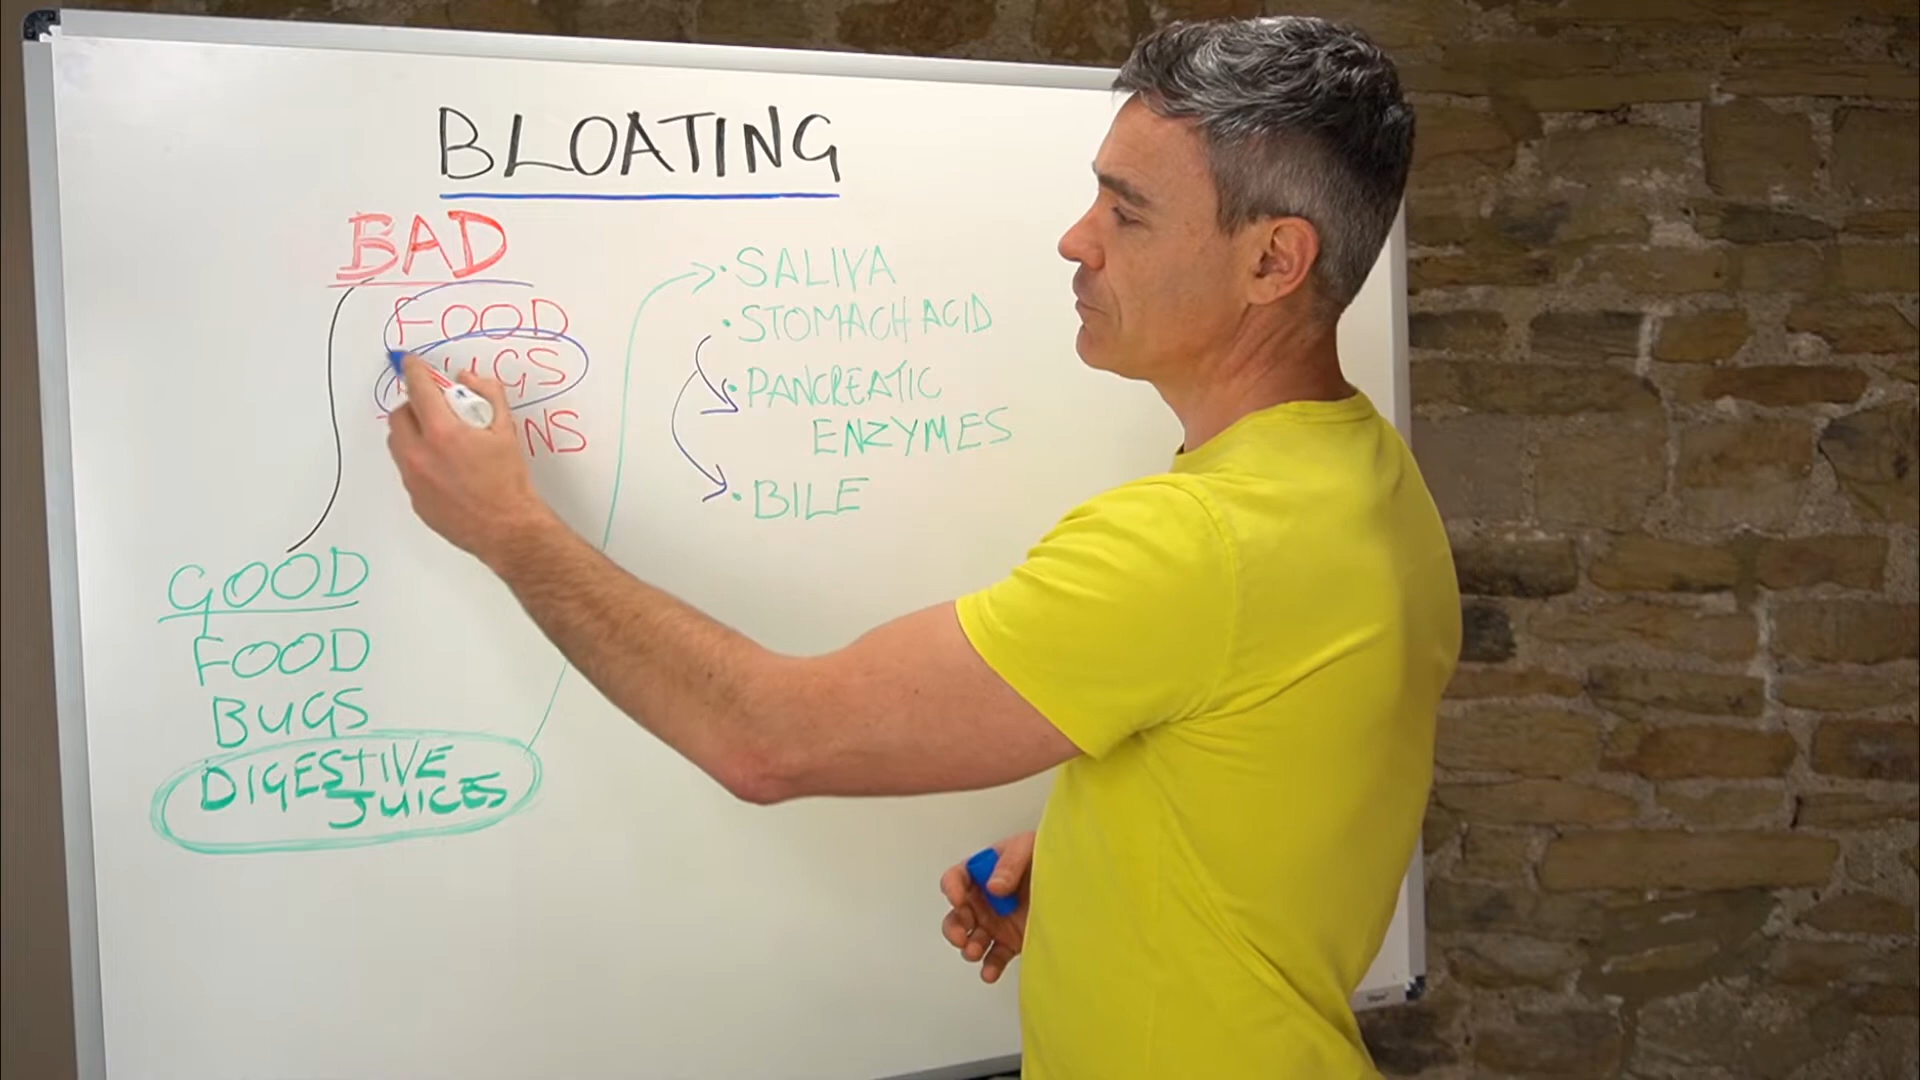 BLOATING
BAD
FOOD
GOOD
FOOD
BUGS
DIGESTIVE
JUICES
SALIVA
STOMACH ACID
PANCREATIC
ENZYMES
BILE